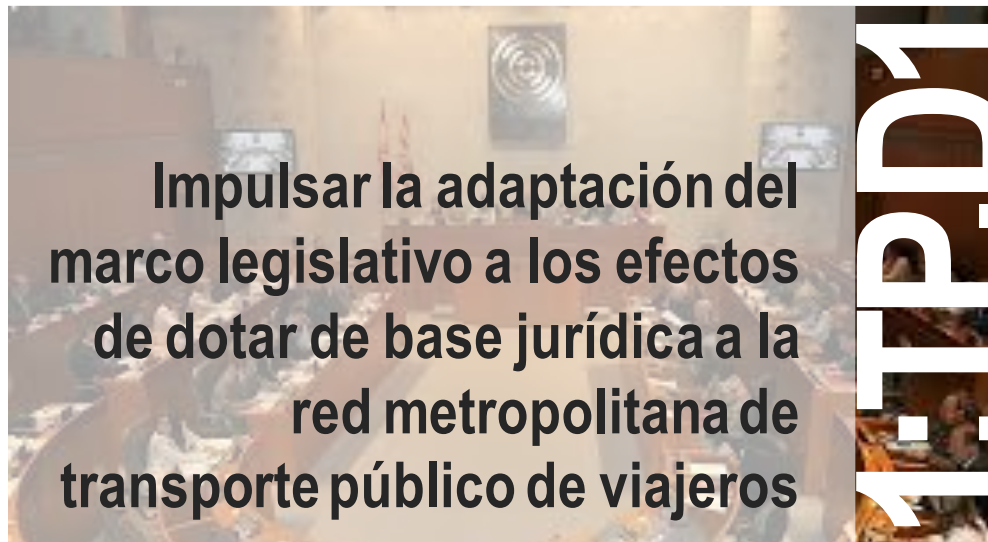 Impulsar la adaptación del
marco legislativo a los efectos
de dotar de base jurídica a la
red metropolitana de
transporte público de viajeros
1:TP.D1